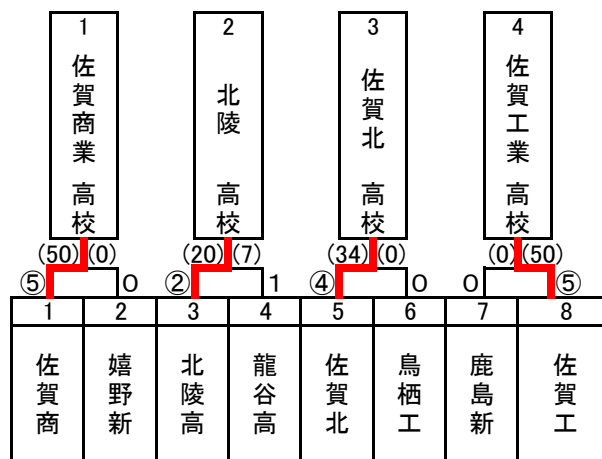 1 2 3 4
佐賀商業 高校
北陵 高校
佐賀北 高校
佐賀工業 高校
(50) (0) (20) (7) (34) (0) (0) (50)
⑤ 0 ② 1 ④ 0 0 ⑤
1 2 3 4 5 6 7 8
佐賀商
嬉野新
北陵高
龍谷高
佐賀北
鳥栖工
鹿島新
佐賀工